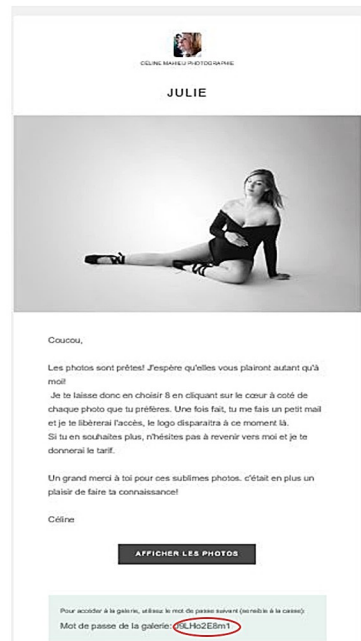 CÉLINE MAHIEU PHOTOGRAPHIE
JULIE
Coucou,
Les photos sont prêtes! J'espère qu'elles vous plairont autant qu'à
moi!
Je te laisse donc en choisir 8 en cliquant sur le cœur à coté de
chaque photo que tu préfères. Une fois fait, tu me fais un petit mail
et je te libèrerai l'accès, le logo disparaitra à ce moment là.
Si tu en souhaites plus, n'hésites pas à revenir vers moi et je te
donnerai le tarif.
Un grand merci à toi pour ces sublimes photos. c'était en plus un
plaisir de faire ta connaissance!
Céline
AFFICHER LES PHOTOS
Pour accéder à la galerie, utilisez le mot de passe suivant (sensible à la casse):
Mot de passe de la galerie: J9LHo2E8m1